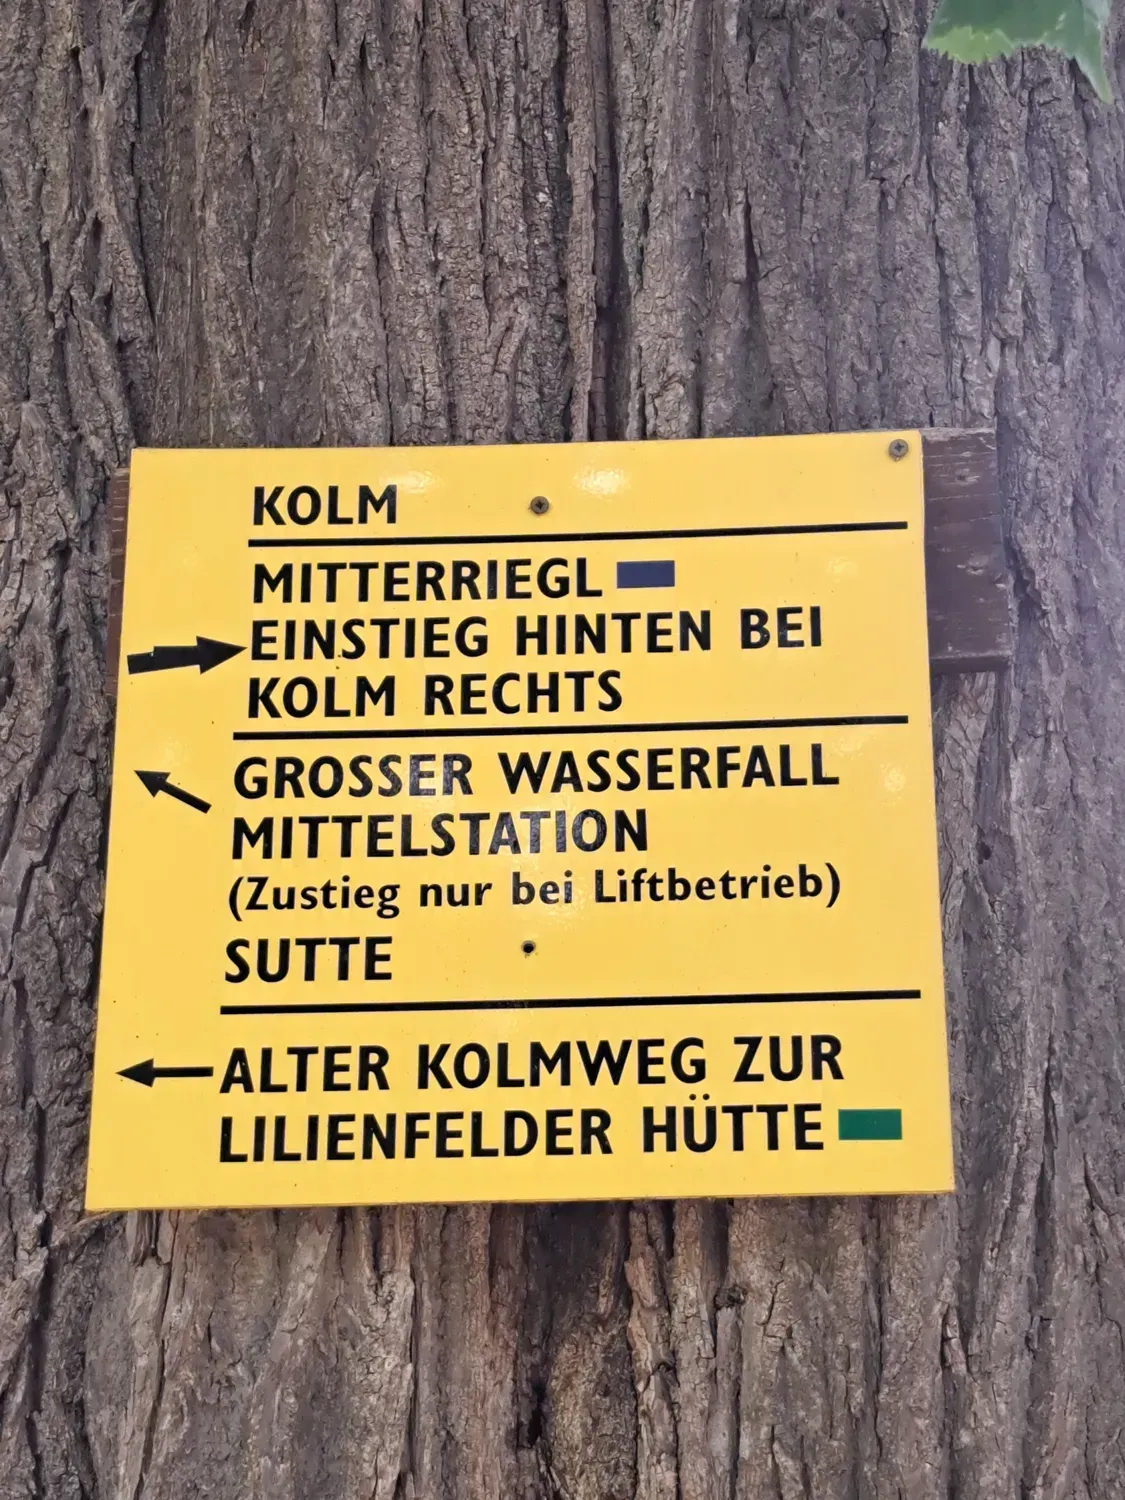 KOLM
MITTERRIEGL
EINSTIEG HINTEN BEI
KOLM RECHTS
GROSSER WASSERFALL
MITTELSTATION
(Zustieg nur bei Liftbetrieb)
SUTTE
ALTER KOLMWEG ZUR
LILIENFELDER HÜTTE